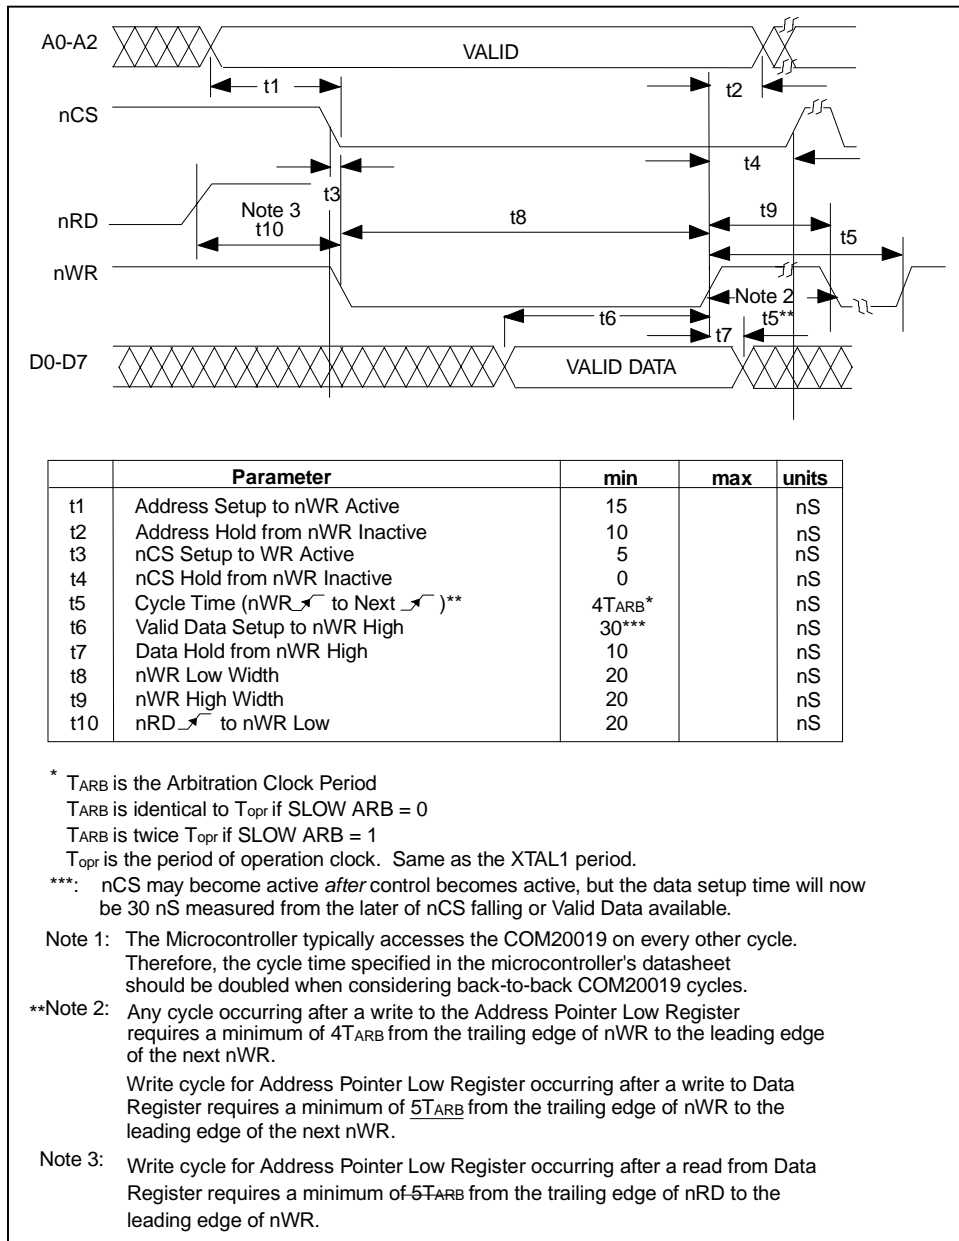 A0-A2
VALID
t1
t2
nCS
t4
t3
nRD
Note 3
t10
t8
t9
t5
nWR
Note 2
t6
t5**
t7
D0-D7
VALID DATA
Parameter min max units
t1 Address Setup to nWR Active 15 nS
t2 Address Hold from nWR Inactive 10 nS
t3 nCS Setup to WR Active 5 nS
t4 nCS Hold from nWR Inactive 0 nS
t5 Cycle Time (nWR to Next )** 4TARB* nS
t6 Valid Data Setup to nWR High 30*** nS
t7 Data Hold from nWR High 10 nS
t8 nWR Low Width 20 nS
t9 nWR High Width 20 nS
t10 nRD to nWR Low 20 nS
* TARB is the Arbitration Clock Period
TARB is identical to Topr if SLOW ARB = 0
TARB is twice Topr if SLOW ARB = 1
Topr is the period of operation clock. Same as the XTAL1 period.
***: nCS may become active after control becomes active, but the data setup time will now
be 30 nS measured from the later of nCS falling or Valid Data available.
Note 1: The Microcontroller typically accesses the COM20019 on every other cycle.
Therefore, the cycle time specified in the microcontroller's datasheet
should be doubled when considering back-to-back COM20019 cycles.
**Note 2: Any cycle occurring after a write to the Address Pointer Low Register
requires a minimum of 4TARB from the trailing edge of nWR to the leading edge
of the next nWR.
Write cycle for Address Pointer Low Register occurring after a write to Data
Register requires a minimum of 5TARB from the trailing edge of nWR to the
leading edge of the next nWR.
Note 3: Write cycle for Address Pointer Low Register occurring after a read from Data
Register requires a minimum of 5TARB from the trailing edge of nRD to the
leading edge of nWR.